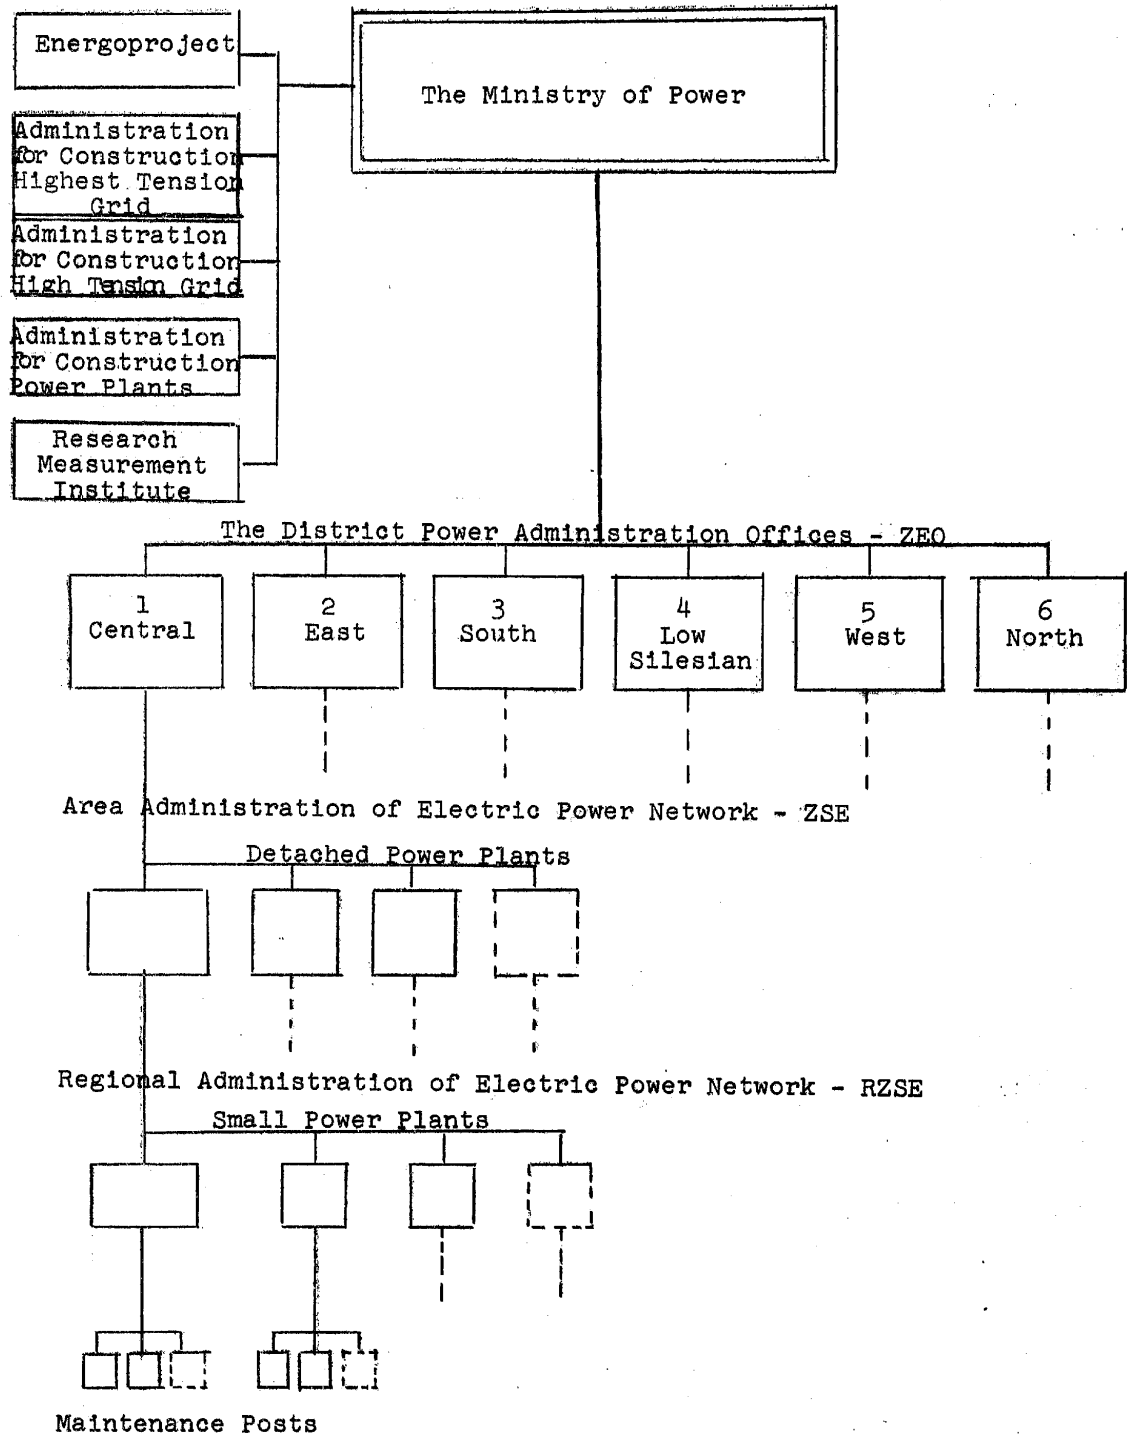 Energoproject
The Ministry of Power
Administration
for Construction
Highest Tension
Grid
Administration
for Construction
High Tension Grid
Administration
for Construction
Power Plants
Research
Measurement
Institute
The District Power Administration Offices - ZEO
1
Central
2
East
3
South
4
Low
Silesian
5
West
6
North
Area Administration of Electric Power Network - ZSE
Detached Power Plants
Regional Administration of Electric Power Network - RZSE
Small Power Plants
Maintenance Posts